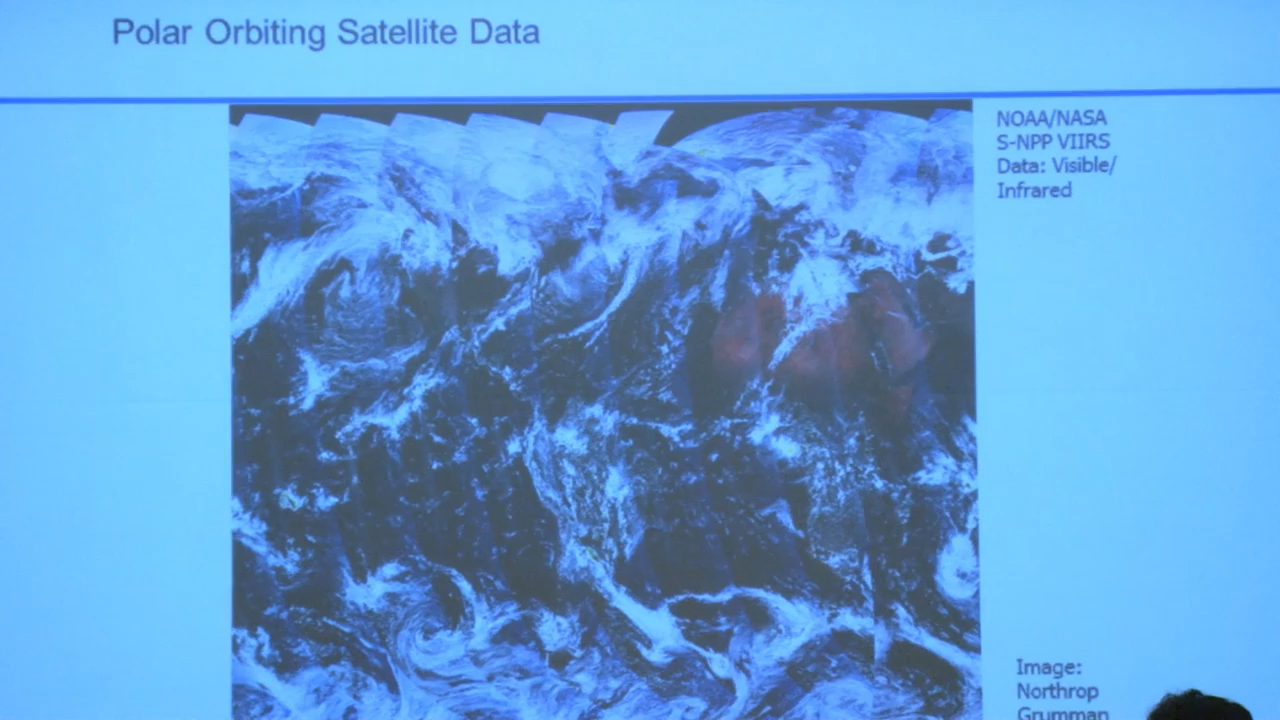 Polar Orbiting Satellite Data
NOAA/NASA
S-NPP VIIRS
Data: Visible/
Infrared
Image:
Northrop
Grumman